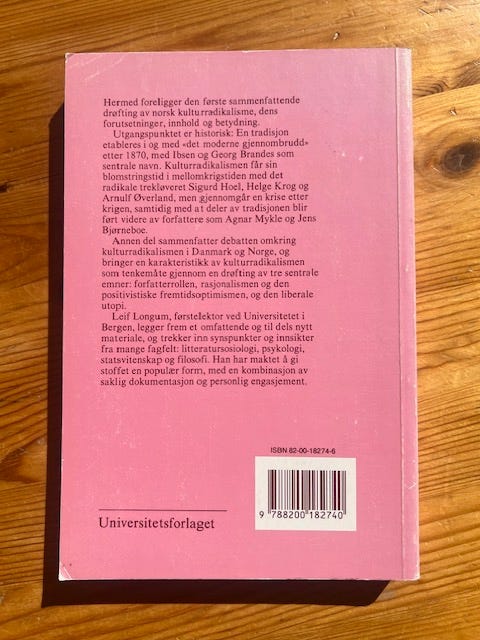 Hermed foreligger den første sammenfattende
drøfting av norsk kulturradikalisme, dens
forutsetninger, innhold og betydning.
Utgangspunktet er historisk: En tradisjon
etableres i og med «det moderne gjennombrudd»
etter 1870, med Ibsen og Georg Brandes som
sentrale navn. Kulturradikalismen får sin
blomstringstid i mellomkrigstiden med det
radikale trekløveret Sigurd Hoel, Helge Krog og
Arnulf Øverland, men gjennomgår en krise etter
krigen, samtidig med at deler av tradisjonen blir
ført videre av forfattere som Agnar Mykle og Jens
Bjørneboe.
Annen del sammenfatter debatten omkring
kulturradikalismen i Danmark og Norge, og
bringer en karakteristikk av kulturradikalismen
som tenkemåte gjennom en drøfting av tre sentrale
emner: forfatterrollen, rasjonalismen og den
positivistiske fremtidsoptimismen, og den liberale
utopi.
Leif Longum, førstelektor ved Universitetet i
Bergen, legger frem et omfattende og til dels nytt
materiale, og trekker inn synspunkter og innsikter
fra mange fagfelt: litteratursosiologi, psykologi,
statsvitenskap og filosofi. Han har maktet å gi
stoffet en populær form, med en kombinasjon av
saklig dokumentasjon og personlig engasjement.
ISBN 82-00-18274-6
9 788200 182740
Universitetsforlaget